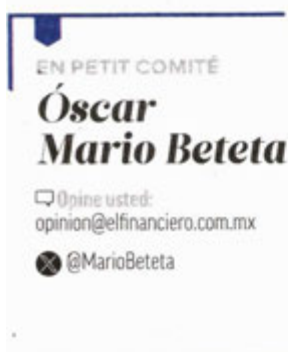 EN PETIT COMITÉ
Óscar
Mario Beteta
Opine usted:
opinion@elfinanciero.com.mx
@MarioBeteta